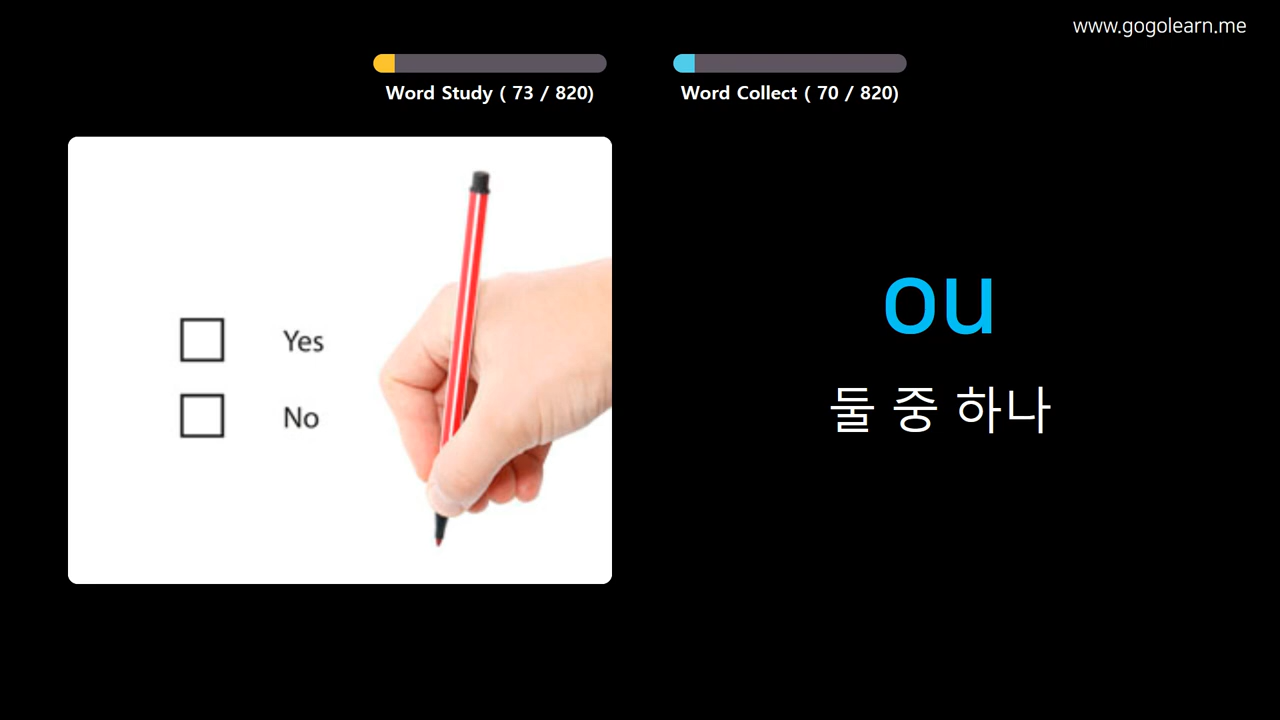 www.gogolearn.me
Word Study ( 73 / 820)
Word Collect ( 70 / 820)
Yes
No
ou
둘 중 하나